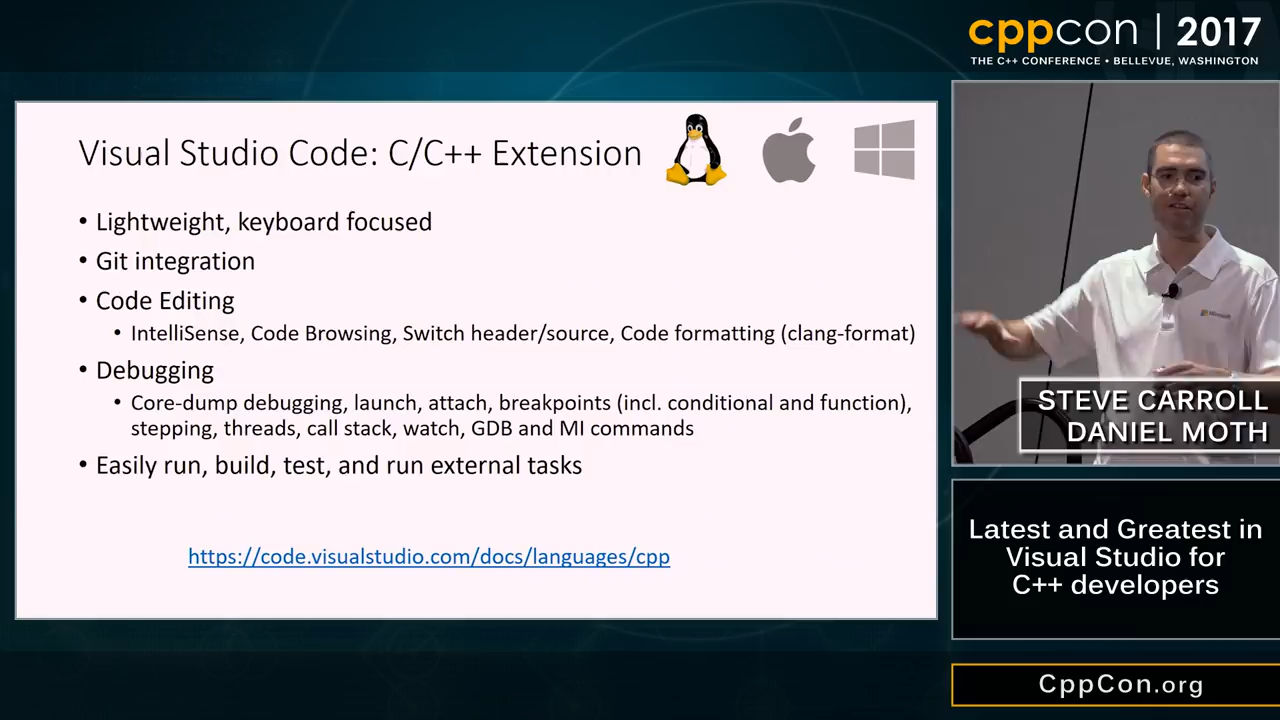 cppcon | 2017
THE C++ CONFERENCE • BELLEVUE, WASHINGTON
Visual Studio Code: C/C++ Extension
• Lightweight, keyboard focused
• Git integration
• Code Editing
• IntelliSense, Code Browsing, Switch header/source, Code formatting (clang-format)
• Debugging
• Core-dump debugging, launch, attach, breakpoints (incl. conditional and function),
stepping, threads, call stack, watch, GDB and MI commands
• Easily run, build, test, and run external tasks
https://code.visualstudio.com/docs/languages/cpp
Microsoft
STEVE CARROLL
DANIEL MOTH
Latest and Greatest in
Visual Studio for
C++ developers
CppCon.org